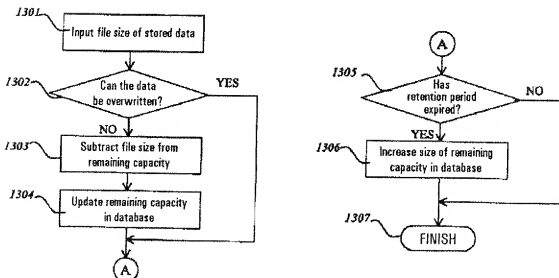 1301
Input file size of stored data
1302
Can the data
be overwritten?
YES
NO
1303
Subtract file size from
remaining capacity
1304
Update remaining capacity
in database
A
A
1305
Has
retention period
expired?
NO
YES
1306
Increase size of remaining
capacity in database
1307
FINISH